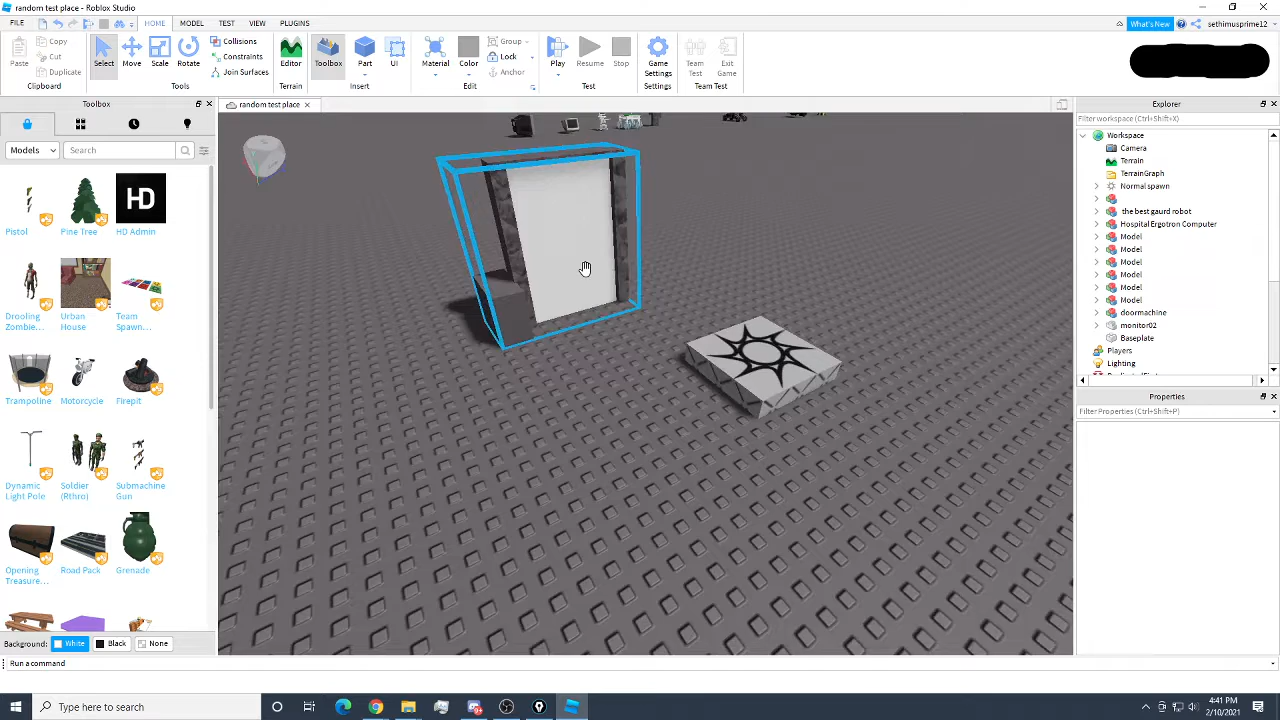 random test place - Roblox Studio
FILE HOME MODEL TEST VIEW PLUGINS What's New sethimusprime12
Paste Copy Cut Duplicate Clipboard
Select Move Scale Rotate Collisions Constraints Join Surfaces Tools
Editor Terrain
Toolbox Part UI Insert
Material Color Group Lock Anchor Edit
Play Resume Stop Test
Game Settings Settings
Team Test Exit Game Team Test
Toolbox
random test place
Explorer
Filter workspace (Ctrl+Shift+X)
Models Search
Workspace
Camera
Terrain
TerrainGraph
Normal spawn
the best gaurd robot
Hospital Ergotron Computer
Model
Model
Model
Model
Model
Model
doormachine
monitor02
Baseplate
Players
Lighting
Properties
Filter Properties (Ctrl+Shift+P)
HD
Pistol Pine Tree HD Admin
Drooling Zombie... Urban House Team Spawn...
Trampoline Motorcycle Firepit
Dynamic Light Pole Soldier (Rthro) Submachine Gun
Opening Treasure... Road Pack Grenade
Background: White Black None
Run a command
Type here to search
4:41 PM
2/10/2021